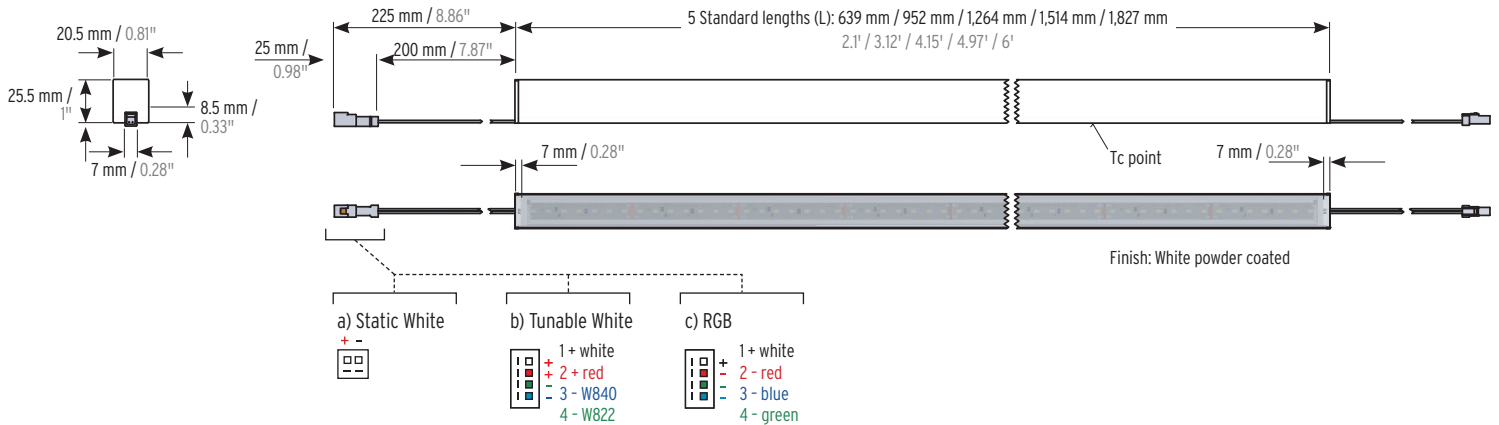 225 mm / 8.86"
5 Standard lengths (L): 639 mm / 952 mm / 1,264 mm / 1,514 mm / 1,827 mm
2.1' / 3.12' / 4.15' / 4.97' / 6'
20.5 mm / 0.81"
25 mm /
0.98"
200 mm / 7.87"
25.5 mm /
1"
8.5 mm /
0.33"
7 mm / 0.28"
7 mm / 0.28"
Tc point
7 mm / 0.28"
Finish: White powder coated
a) Static White
+ -
b) Tunable White
1 + white
+
2 + red
+
3 - W840
-
4 - W822
-
c) RGB
1 + white
+
2 - red
-
3 - blue
-
4 - green
-